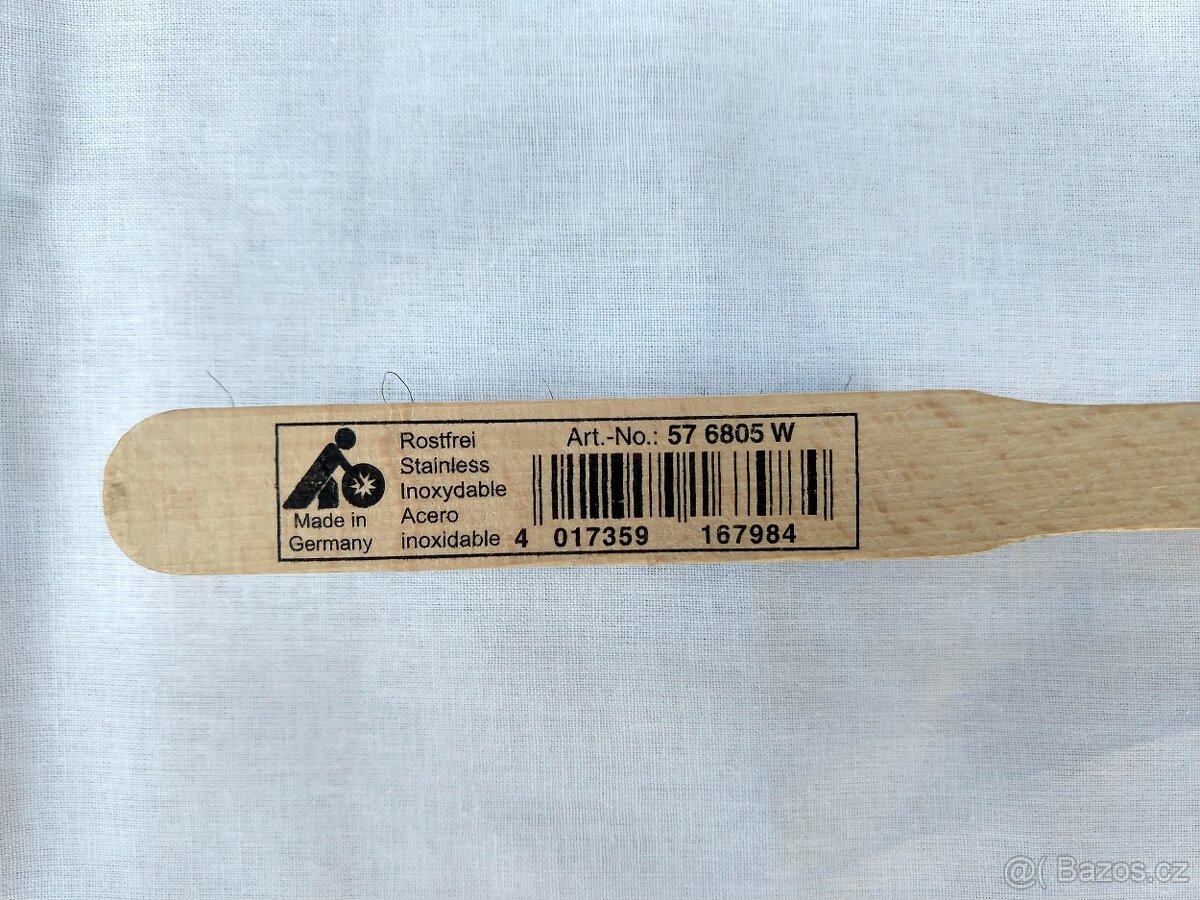 Rostfrei
Stainless
Inoxydable
Acero
inoxidable
Made in
Germany
Art.-No.: 57 6805 W
4 017359 167984
@( Bazos.cz